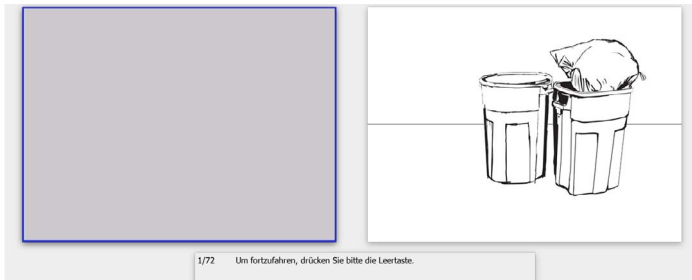 1/72 Um fortzufahren, drücken Sie bitte die Leertaste.